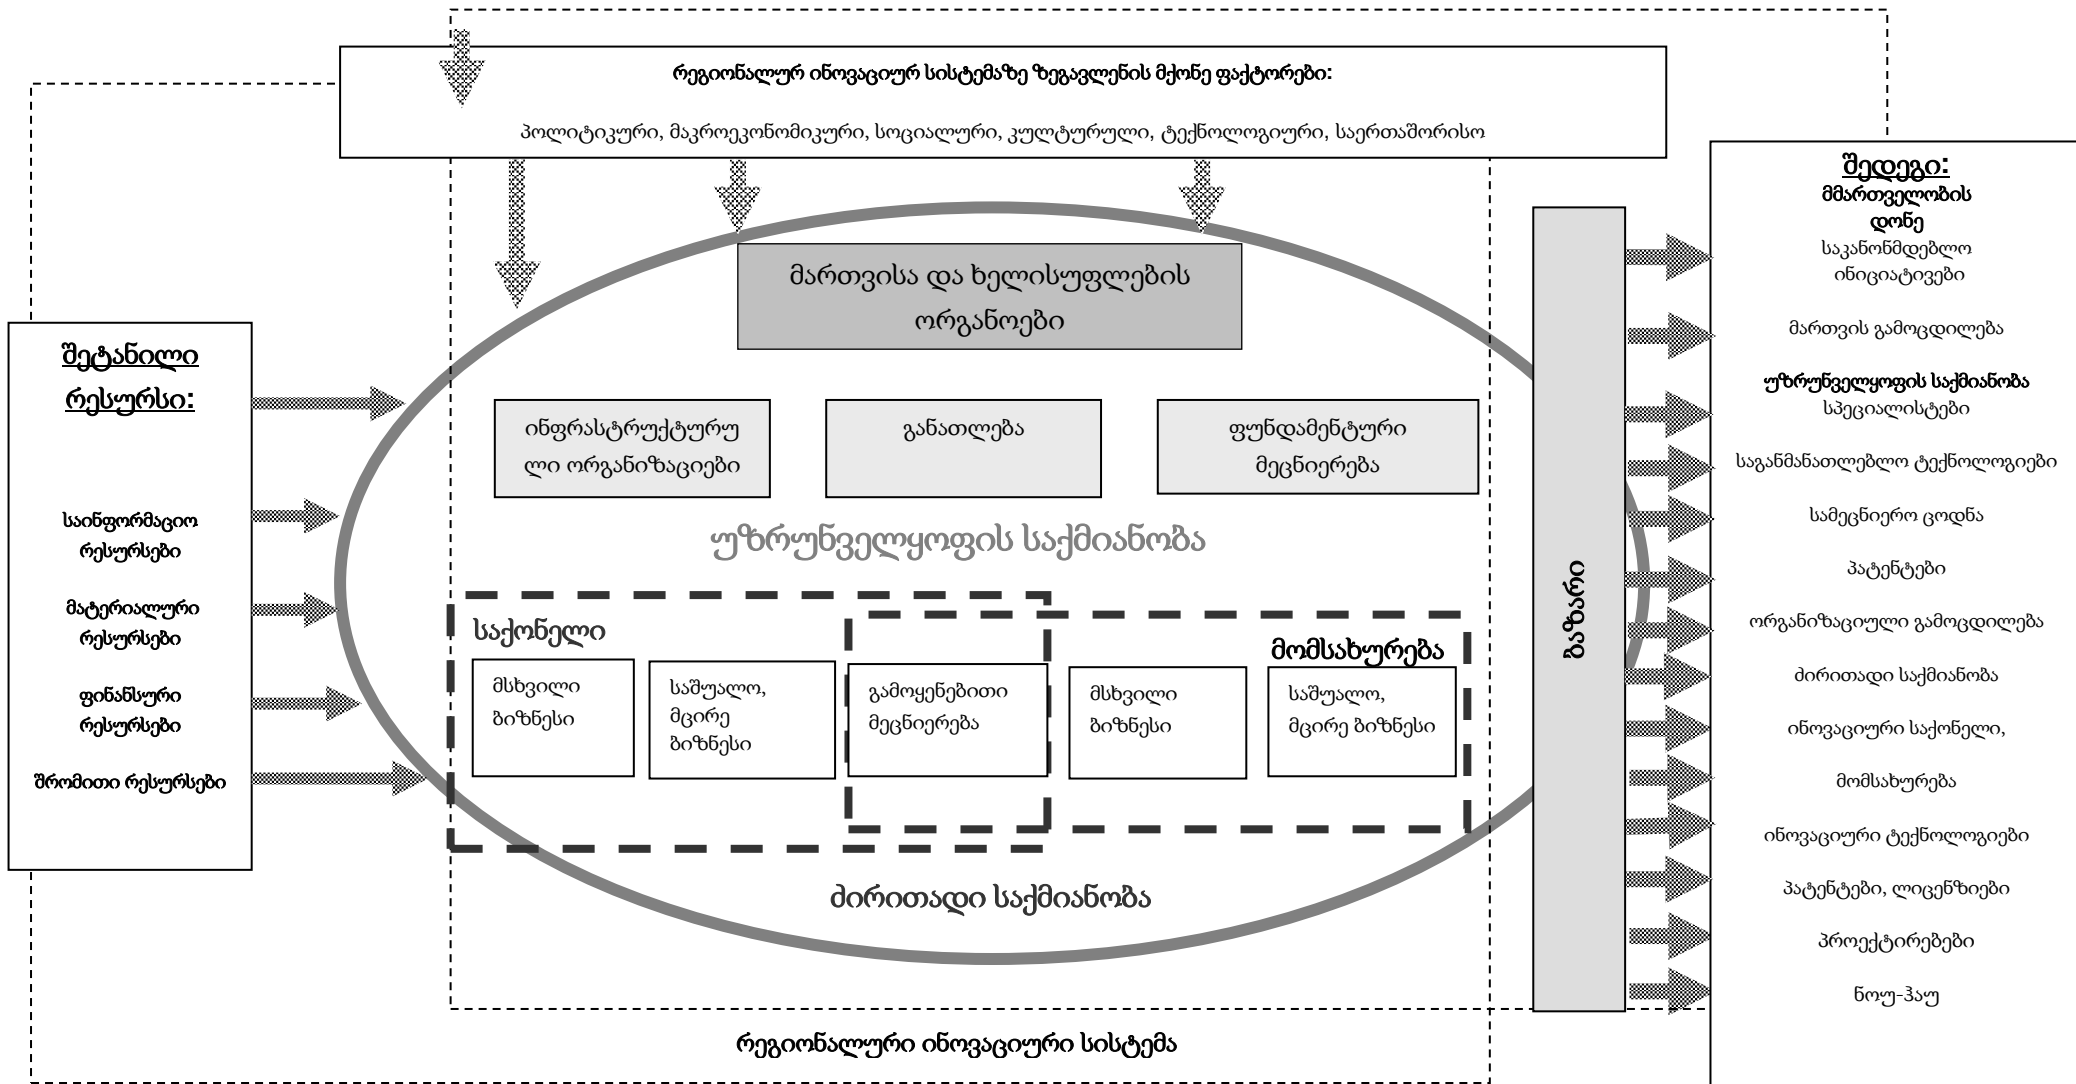 რეგიონალურ ინოვაციურ სისტემაზე ზეგავლენის მქონე ფაქტორები:
პოლიტიკური, მაკროეკონომიკური, სოციალური, კულტურული, ტექნოლოგიური, საერთაშორისო
შეტანილი
რესურსი:
საინფორმაციო
რესურსები
მატერიალური
რესურსები
ფინანსური
რესურსები
შრომითი რესურსები
მართვისა და ხელისუფლების
ორგანოები
ინფრასტრუქტურუ
ლი ორგანიზაციები
განათლება
ფუნდამენტური
მეცნიერება
უზრუნველყოფის საქმიანობა
საქონელი
მსხვილი
ბიზნესი
საშუალო,
მცირე
ბიზნესი
გამოყენებითი
მეცნიერება
მომსახურება
მსხვილი
ბიზნესი
საშუალო,
მცირე ბიზნესი
ძირითადი საქმიანობა
რეგიონალური ინოვაციური სისტემა
ბაზარი
შედეგი:
მმართველობის
დონე
საკანონმდებლო
ინიციატივები
მართვის გამოცდილება
უზრუნველყოფის საქმიანობა
სპეციალისტები
საგანმანათლებლო ტექნოლოგიები
სამეცნიერო ცოდნა
პატენტები
ორგანიზაციული გამოცდილება
ძირითადი საქმიანობა
ინოვაციური საქონელი,
მომსახურება
ინოვაციური ტექნოლოგიები
პატენტები, ლიცენზიები
პროექტირებები
ნოუ-ჰაუ